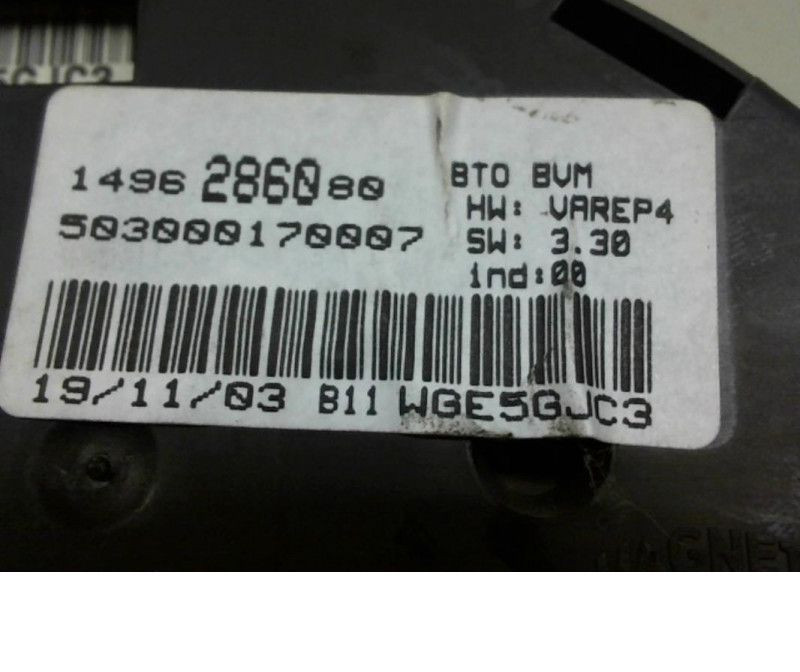 1496 2860 80
503000170007
BTO BVM
HW: VAREP4
SW: 3.30
ind:00
19/11/03 B11 WGE5GJC3